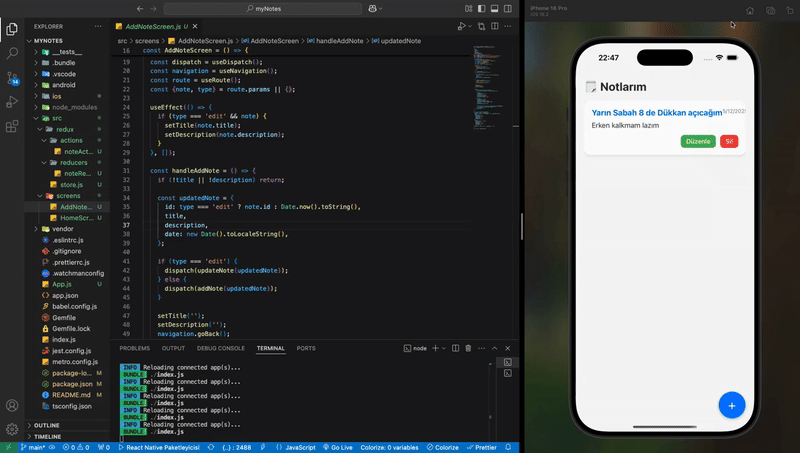 myNotes
EXPLORER
MYNOTES
__tests__
.bundle
.vscode
android
ios
node_modules
src
redux
actions
noteAct...
U
reducers
noteRe...
U
store.js
U
screens
AddNote...
U
HomeScr...
U
vendor
.eslintrc.js
.gitignore
.prettierrc.js
.watchmanconfig
App.js
U
app.json
babel.config.js
Gemfile
Gemfile.lock
index.js
jest.config.js
metro.config.js
package-lo...
M
package.json
M
README.md
M
tsconfig.json
OUTLINE
TIMELINE
AddNoteScreen.js U
src > screens > AddNoteScreen.js > AddNoteScreen > handleAddNote > updatedNote
16 const AddNoteScreen = () => {
19 const dispatch = useDispatch();
20 const navigation = useNavigation();
21 const route = useRoute();
22 const {note, type} = route.params || {};
23
24 useEffect(() => {
25 if (type === 'edit' && note) {
26 setTitle(note.title);
27 setDescription(note.description);
28 }
29 }, []);
30
31 const handleAddNote = () => {
32 if (!title || !description) return;
33
34 const updatedNote = {
35 id: type === 'edit' ? note.id : Date.now().toString(),
36 title,
37 description,
38 date: new Date().toLocaleString(),
39 };
40
41 if (type === 'edit') {
42 dispatch(updateNote(updatedNote));
43 } else {
44 dispatch(addNote(updatedNote));
45 }
46
47 setTitle('');
48 setDescription('');
49 navigation.goBack();
PROBLEMS OUTPUT DEBUG CONSOLE TERMINAL PORTS
node
INFO Reloading connected app(s)...
BUNDLE ./index.js
INFO Reloading connected app(s)...
BUNDLE ./index.js
INFO Reloading connected app(s)...
BUNDLE ./index.js
INFO Reloading connected app(s)...
BUNDLE ./index.js
INFO Reloading connected app(s)...
BUNDLE ./index.js
main*
0 0
0
React Native Paketleyicisi
{..} : 2488
JavaScript
Go Live
Colorize: 0 variables
Colorize
Prettier
iPhone 16 Pro
iOS 18.2
22:47
Notlarım
Yarın Sabah 8 de Dükkan açıcağım
Erken kalkmam lazım
Düzenle
Sil
+